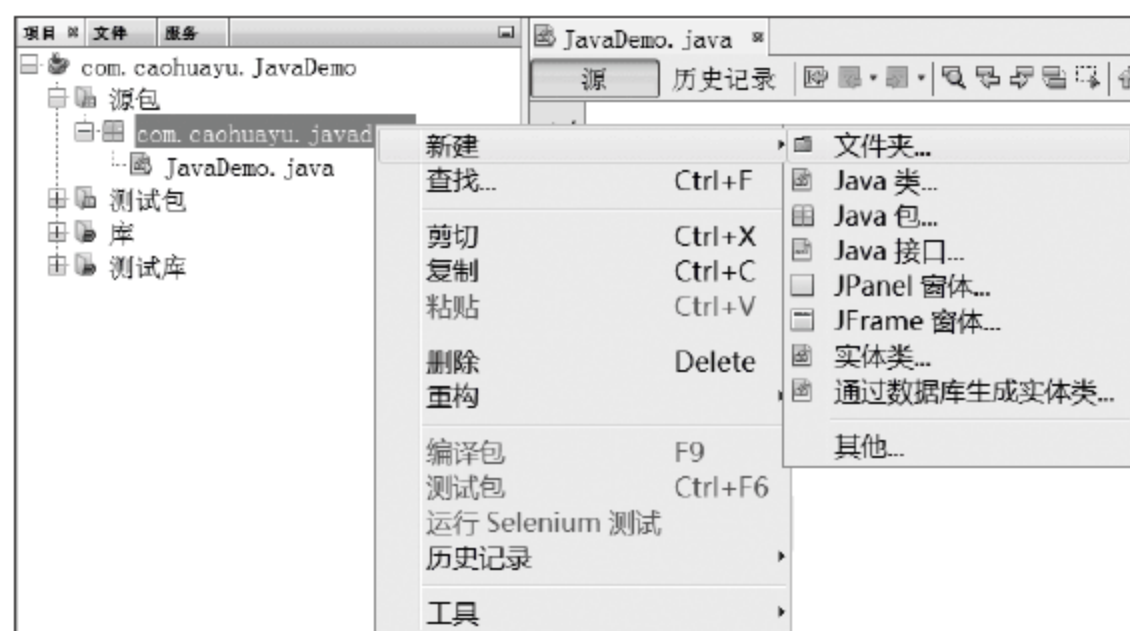 项目 文件 服务
com.caohuayu.JavaDemo
源包
com.caohuayu.javad
JavaDemo.java
测试包
库
测试库
JavaDemo.java
源 历史记录
新建
查找... Ctrl+F
剪切 Ctrl+X
复制 Ctrl+C
粘贴 Ctrl+V
删除 Delete
重构
编译包 F9
测试包 Ctrl+F6
运行 Selenium 测试
历史记录
工具
文件夹...
Java 类...
Java 包...
Java 接口...
JPanel 窗体...
JFrame 窗体...
实体类...
通过数据库生成实体类...
其他...